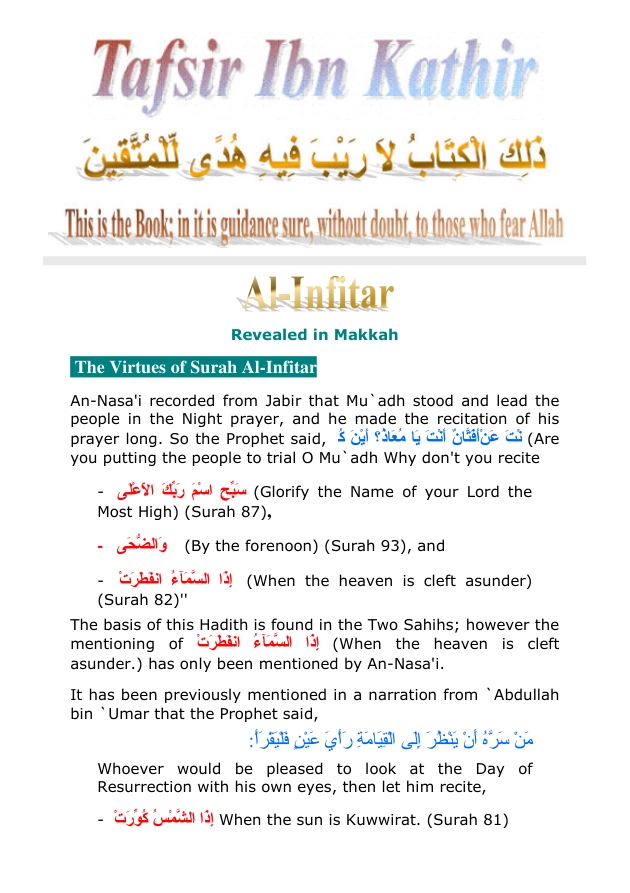 Tafsir Ibn Kathir
ذَلِكَ الْكِتَابُ لاَ رَيْبَ فِيهِ هُدًى لِّلْمُتَّقِينَ
This is the Book; in it is guidance sure, without doubt, to those who fear Allah
Al-Infitar
Revealed in Makkah
The Virtues of Surah Al-Infitar
An-Nasa'i recorded from Jabir that Mu`adh stood and lead the
people in the Night prayer, and he made the recitation of his
prayer long. So the Prophet said, نْتَ عَنْ أَفَتَّانٌ أَنْتَ يَا مُعَاذُ؟ أَيْنَ كُ (Are
you putting the people to trial O Mu`adh Why don't you recite
- سَبِّحِ اسْمَ رَبِّكَ الاَعْلَى (Glorify the Name of your Lord the
Most High) (Surah 87),
- وَالضُّحَى (By the forenoon) (Surah 93), and
- إِذَا السَّمَآءُ انفَطَرَتْ (When the heaven is cleft asunder)
(Surah 82)''
The basis of this Hadith is found in the Two Sahihs; however the
mentioning of إِذَا السَّمَآءُ انفَطَرَتْ (When the heaven is cleft
asunder.) has only been mentioned by An-Nasa'i.
It has been previously mentioned in a narration from `Abdullah
bin `Umar that the Prophet said,
مَنْ سَرَّهُ أَنْ يَنْظُرَ إِلَى الْقِيَامَةِ رَأْيَ عَيْنٍ فَلْيَقْرَأْ:
Whoever would be pleased to look at the Day of
Resurrection with his own eyes, then let him recite,
- إِذَا الشَّمْسُ كُوِّرَتْ When the sun is Kuwwirat. (Surah 81)